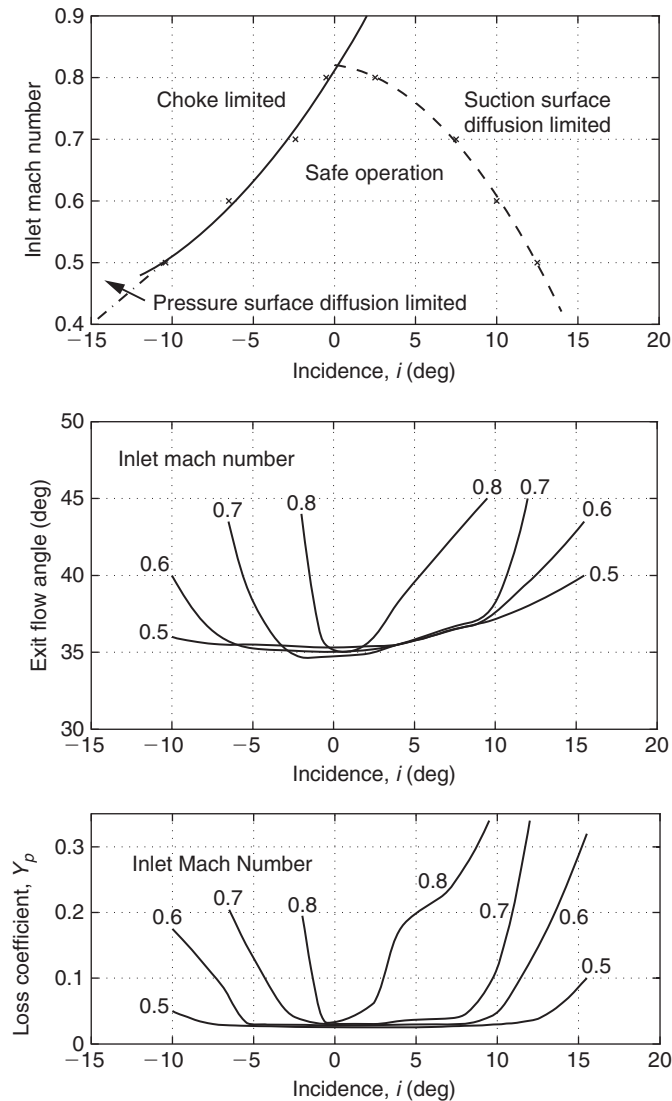 0.9
0.8
0.7
0.6
0.5
0.4
Inlet mach number
Choke limited
Suction surface
diffusion limited
Safe operation
Pressure surface diffusion limited
−15 −10 −5 0 5 10 15 20
Incidence, i (deg)
50
45
40
35
30
Exit flow angle (deg)
Inlet mach number
0.8
0.7
0.7
0.8
0.6
0.6
0.5
0.5
−15 −10 −5 0 5 10 15 20
Incidence, i (deg)
0.3
0.2
0.1
0
Loss coefficient, Yp
Inlet Mach Number
0.8
0.7
0.8
0.6
0.7
0.6
0.5
0.5
−15 −10 −5 0 5 10 15 20
Incidence, i (deg)